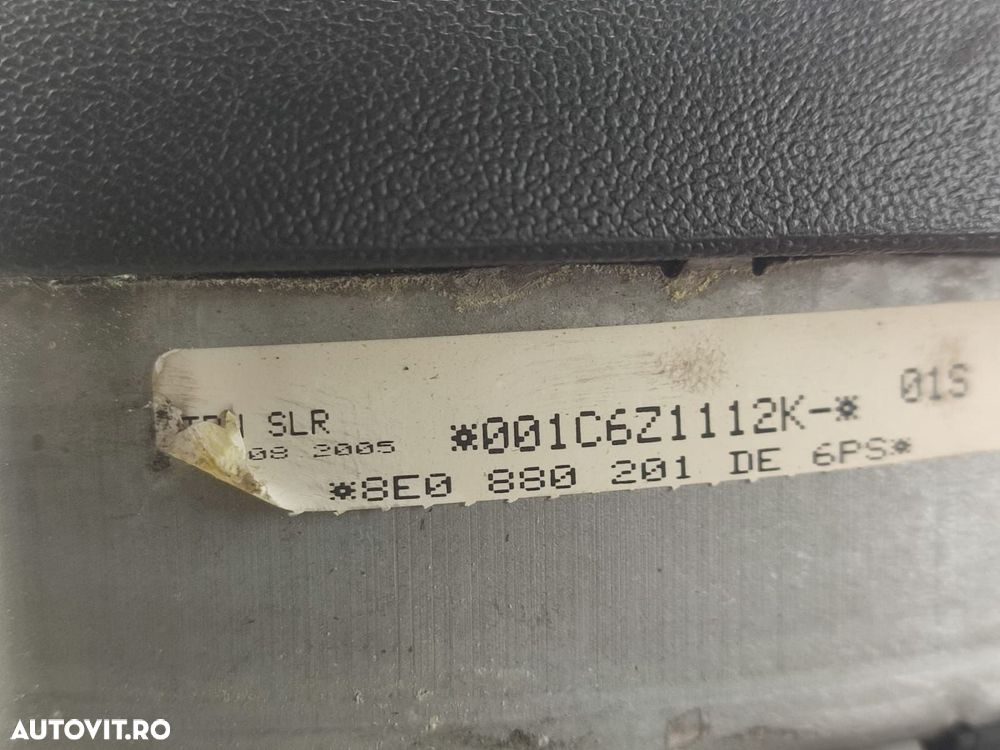 SLR
*001C6Z1112K-* 01S
08 2005
*8E0 880 201 DE 6PS*
AUTOVIT.RO